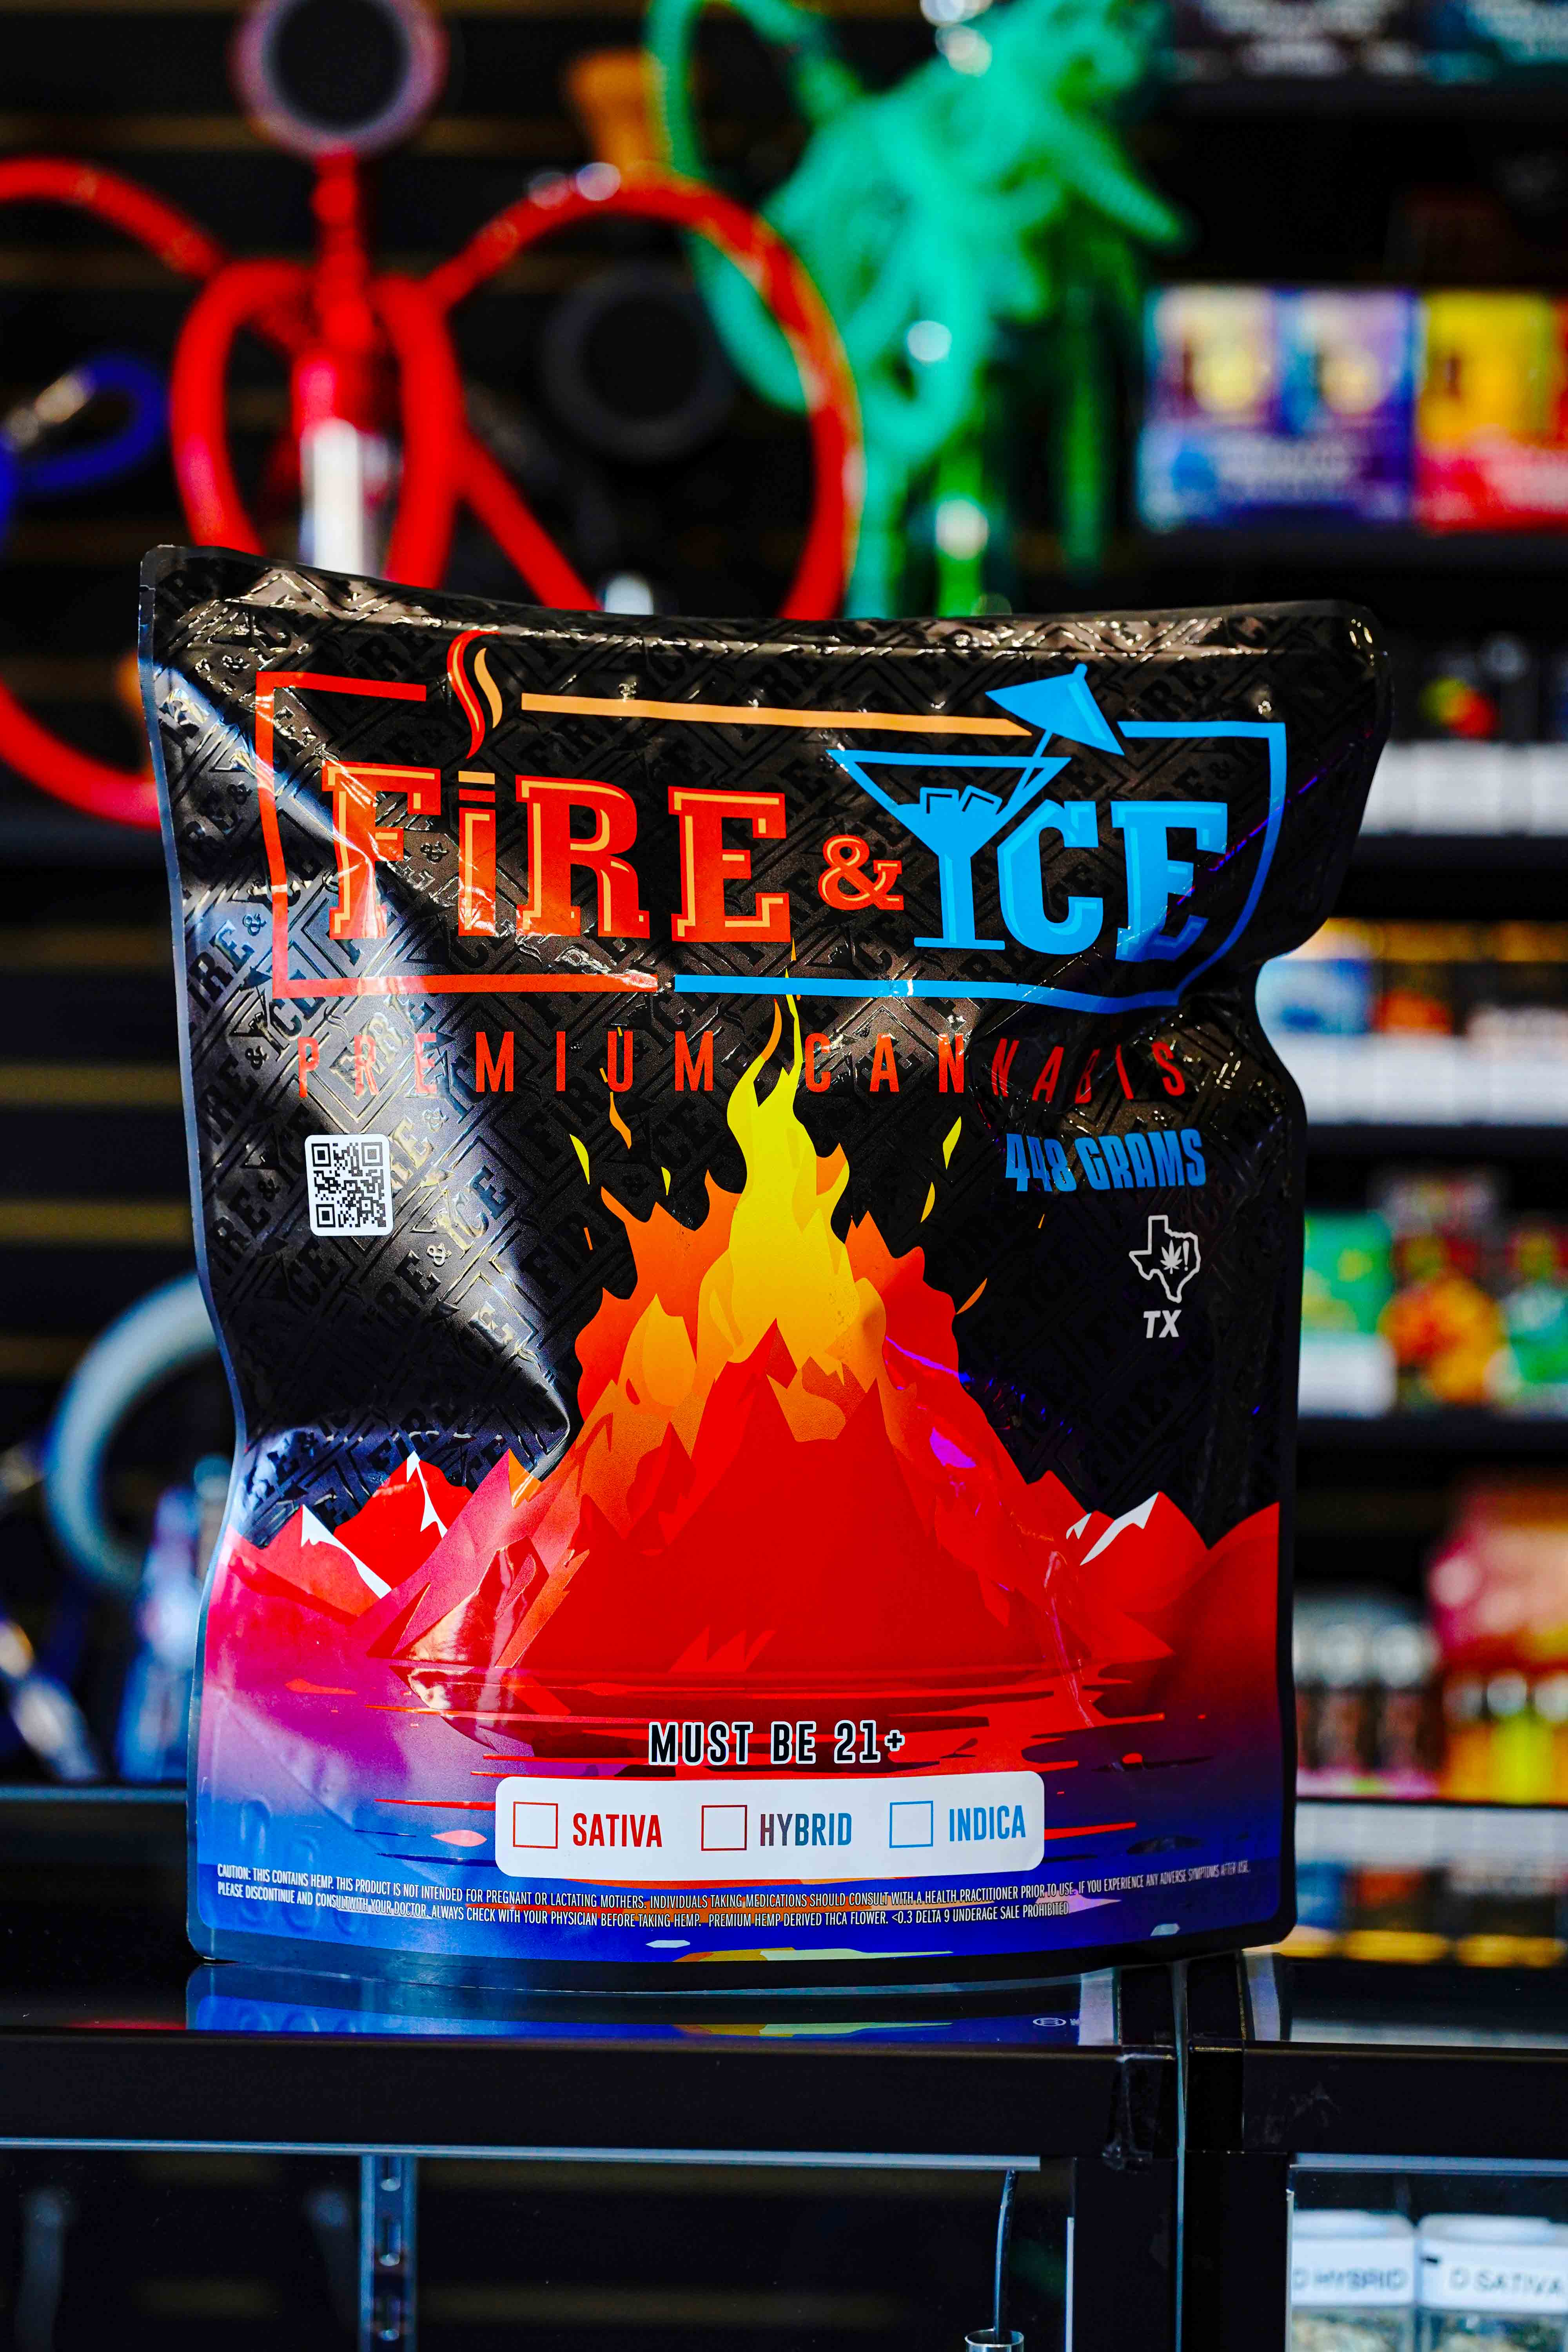 FiRE & ICE
PREMIUM CANNABIS
448 GRAMS
TX
MUST BE 21+
SATIVA HYBRID INDICA
CAUTION: THIS CONTAINS HEMP. THIS PRODUCT IS NOT INTENDED FOR PREGNANT OR LACTATING MOTHERS. INDIVIDUALS TAKING MEDICATIONS SHOULD CONSULT WITH A HEALTH PRACTITIONER PRIOR TO USE. IF YOU EXPERIENCE ANY ADVERSE SYMPTOMS AFTER USE,
PLEASE DISCONTINUE AND CONSULT WITH YOUR DOCTOR. ALWAYS CHECK WITH YOUR PHYSICIAN BEFORE TAKING HEMP. PREMIUM HEMP DERIVED THCA FLOWER. <0.3 DELTA 9 UNDERAGE SALE PROHIBITED
HYBRID SATIVA